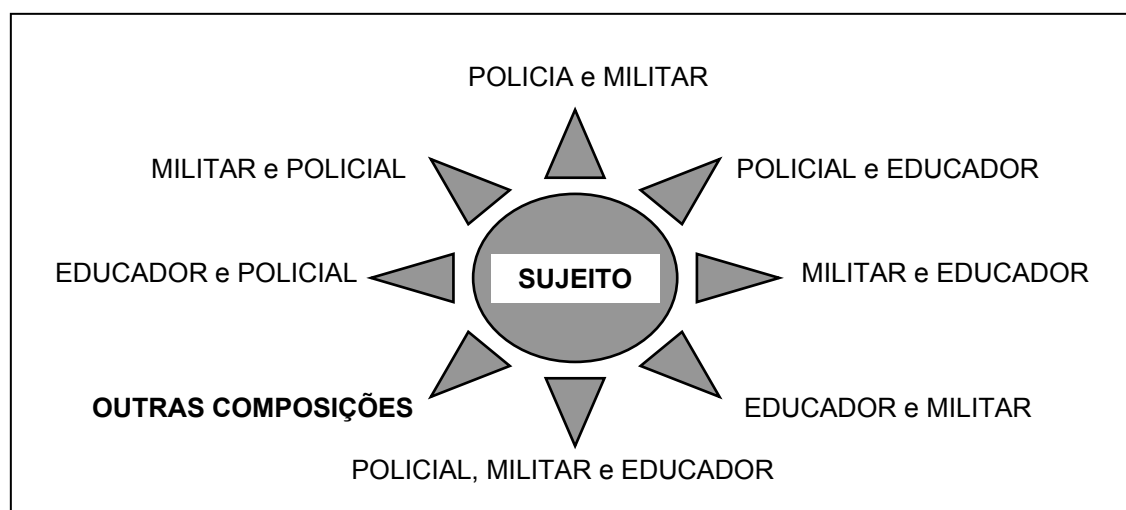 POLICIA e MILITAR
MILITAR e POLICIAL
POLICIAL e EDUCADOR
EDUCADOR e POLICIAL
SUJEITO
MILITAR e EDUCADOR
OUTRAS COMPOSIÇÕES
EDUCADOR e MILITAR
POLICIAL, MILITAR e EDUCADOR